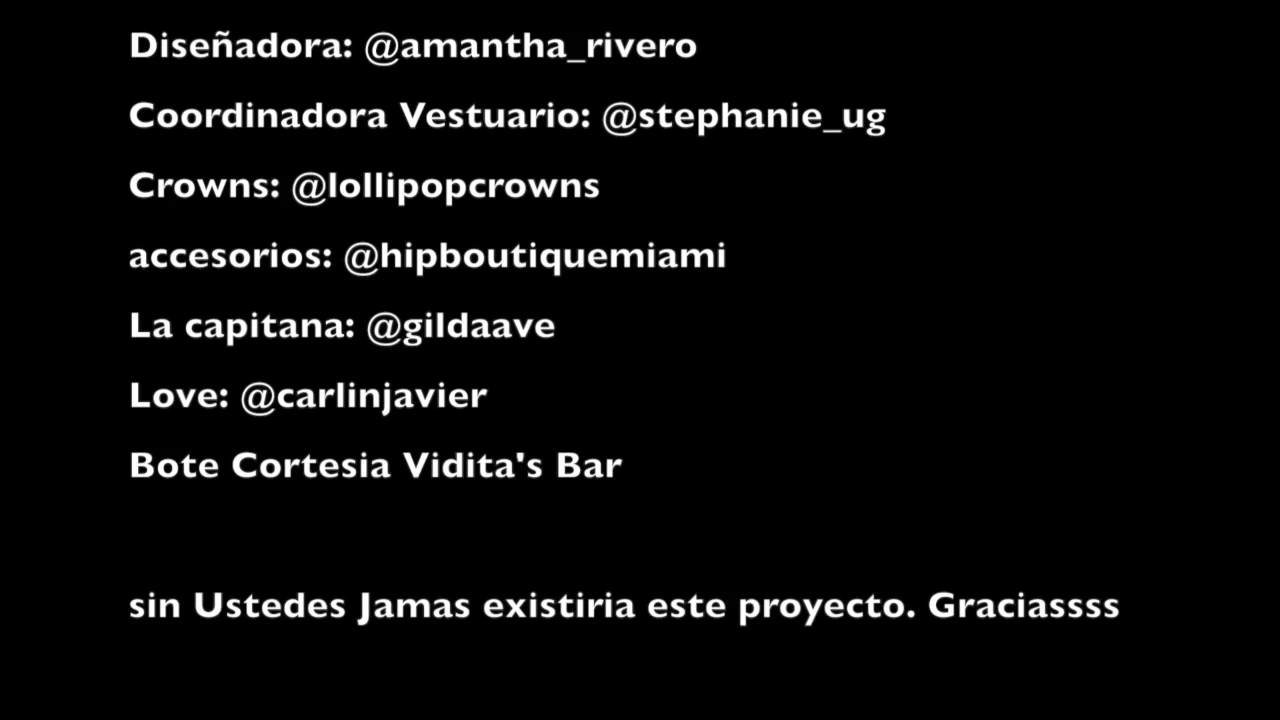 Diseñadora: @amantha_rivero
Coordinadora Vestuario: @stephanie_ug
Crowns: @lollipopcrowns
accesorios: @hipboutiquemiami
La capitana: @gildaave
Love: @carlinjavier
Bote Cortesia Vidita's Bar
sin Ustedes Jamas existiria este proyecto. Graciassss